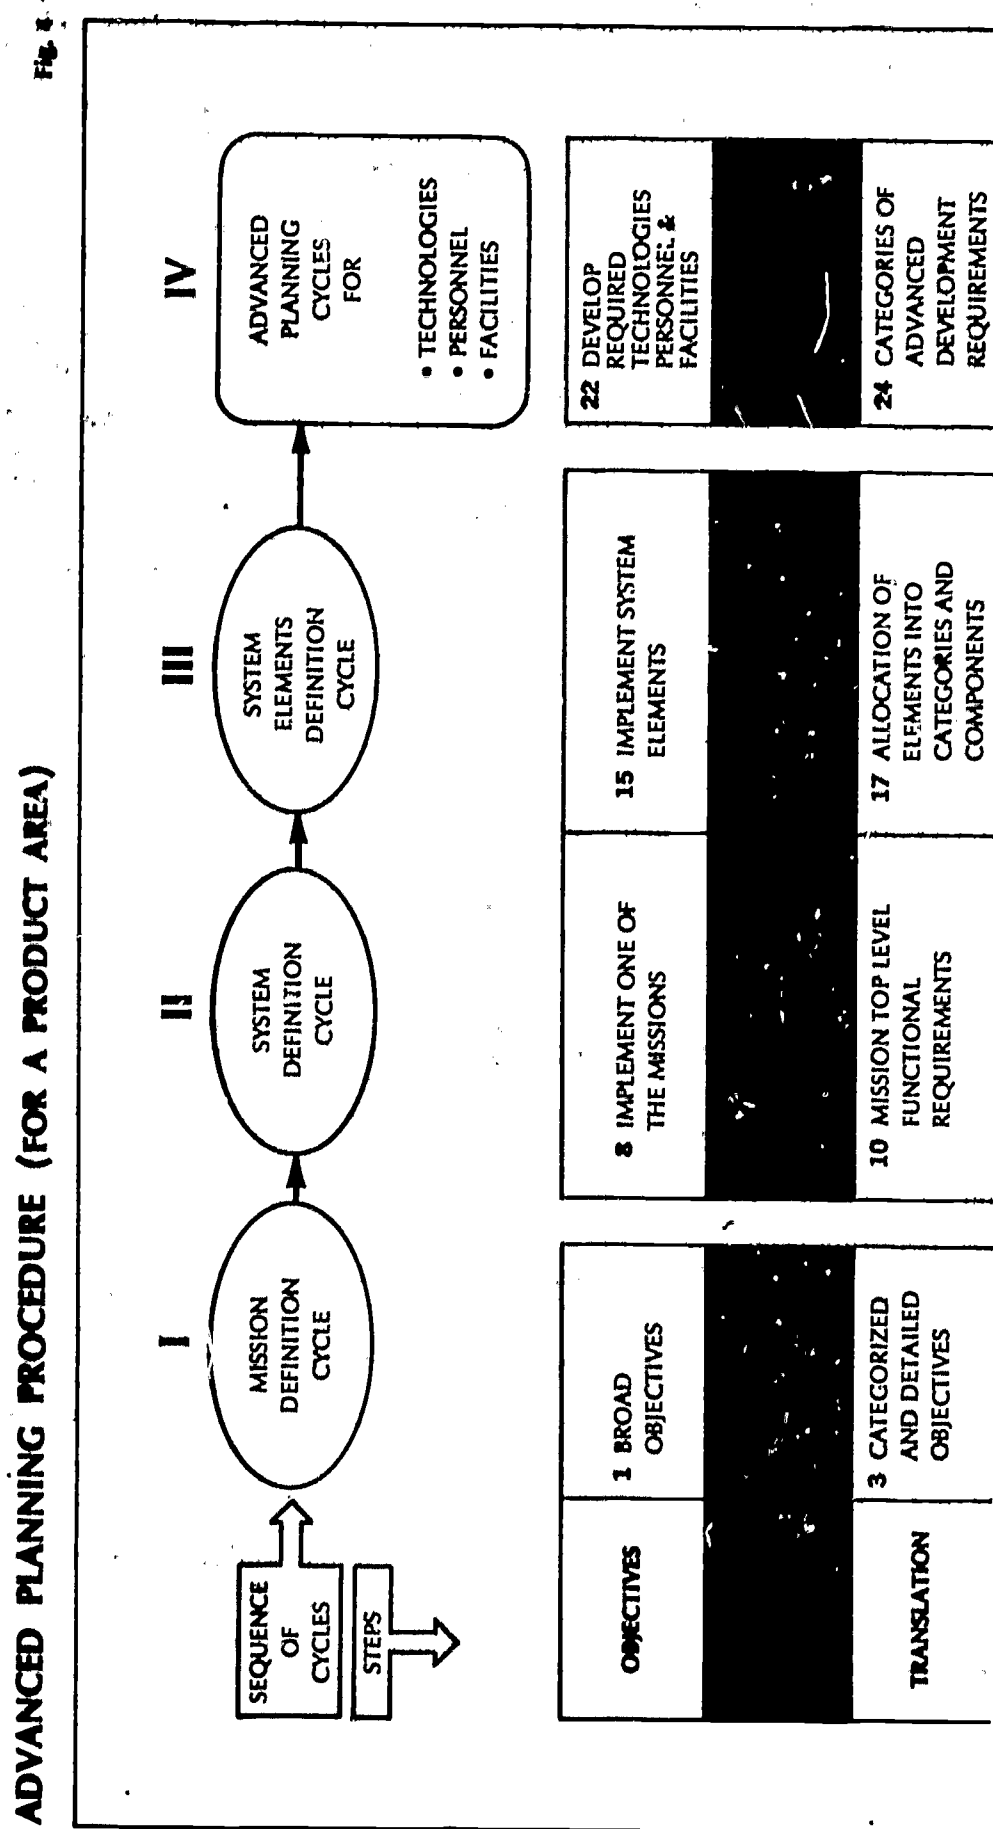 ADVANCED PLANNING PROCEDURE (FOR A PRODUCT AREA)
Fig.
SEQUENCE
OF
CYCLES
STEPS
I
MISSION
DEFINITION
CYCLE
II
SYSTEM
DEFINITION
CYCLE
III
SYSTEM
ELEMENTS
DEFINITION
CYCLE
IV
ADVANCED
PLANNING
CYCLES
FOR
• TECHNOLOGIES
• PERSONNEL
• FACILITIES
OBJECTIVES
1 BROAD
OBJECTIVES
8 IMPLEMENT ONE OF
THE MISSIONS
15 IMPLEMENT SYSTEM
ELEMENTS
22 DEVELOP
REQUIRED
TECHNOLOGIES
PERSONNEL &
FACILITIES
TRANSLATION
3 CATEGORIZED
AND DETAILED
OBJECTIVES
10 MISSION TOP LEVEL
FUNCTIONAL
REQUIREMENTS
17 ALLOCATION OF
ELEMENTS INTO
CATEGORIES AND
COMPONENTS
24 CATEGORIES OF
ADVANCED
DEVELOPMENT
REQUIREMENTS